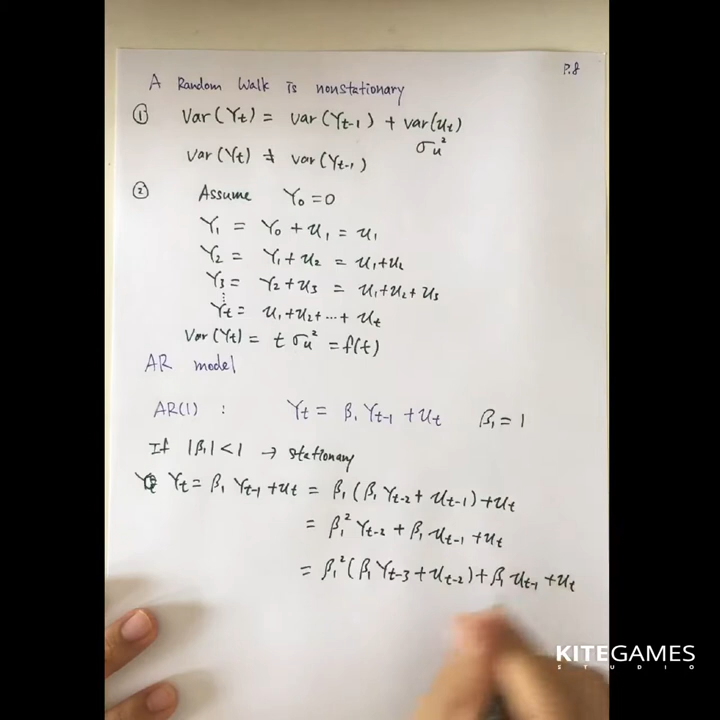 P.8
A Random Walk is nonstationary
① Var(Yt) = var(Yt-1) + var(ut)
σu²
var(Yt) ≠ var(Yt-1)
② Assume Y0 = 0
Y1 = Y0 + u1 = u1
Y2 = Y1 + u2 = u1+u2
Y3 = Y2 + u3 = u1+u2+u3
⋮
Yt = u1+u2+...+ut
Var(Yt) = t σu² = f(t)
AR model
AR(1) : Yt = β1 Yt-1 + ut β1 = 1
If |β1| < 1 → stationary
Yt = β1 Yt-1 + ut = β1(β1 Yt-2 + ut-1) + ut
= β1² Yt-2 + β1 ut-1 + ut
= β1²(β1 Yt-3 + ut-2) + β1 ut-1 + ut
KITEGAMES
STUDIO